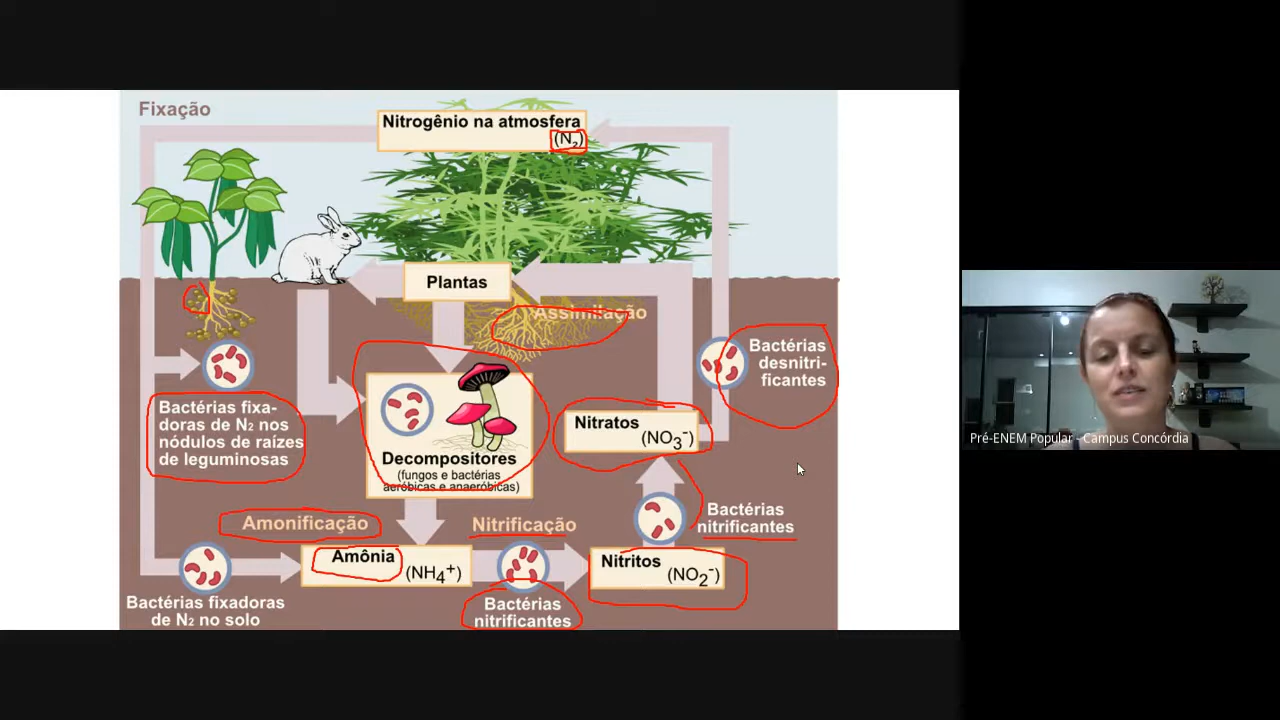 Fixação
Nitrogênio na atmosfera
(N2)
Plantas
Assimilação
Bactérias
desnitri-
ficantes
Bactérias fixa-
doras de N2 nos
nódulos de raízes
de leguminosas
Decompositores
(fungos e bactérias
aeróbicas e anaeróbicas)
Nitratos
(NO3-)
Pré-ENEM Popular - Campus Concórdia
Bactérias
nitrificantes
Amonificação
Nitrificação
Amônia
(NH4+)
Nitritos
(NO2-)
Bactérias fixadoras
de N2 no solo
Bactérias
nitrificantes